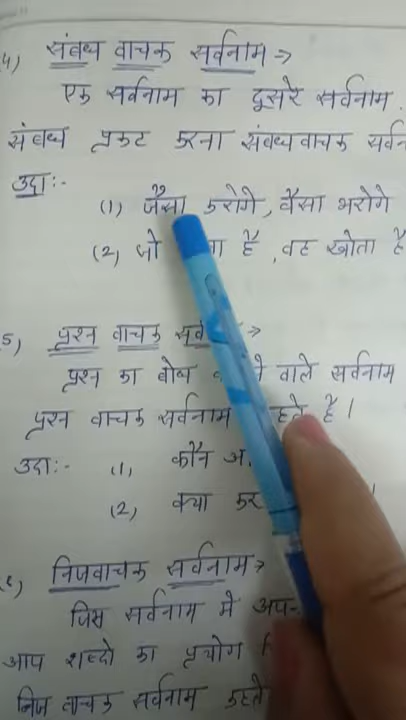 4) संबंध वाचक सर्वनाम →
एक सर्वनाम का दूसरे सर्वनाम
संबंध प्रकट करना संबंधवाचक
उदा:-
(1) जैसा करोगे, वैसा भरोगे
(2) जो है, वह खोता है
5) प्रश्न वाचक →
प्रश्न का बोध वाले सर्वनाम
प्रश्न वाचक सर्वनाम है।
उदा:- (1) कौन
(2) क्या कर
निजवाचक सर्वनाम →
जिस सर्वनाम में
आप शब्दो का प्रयोग
निज वाचक सर्वनाम कहते